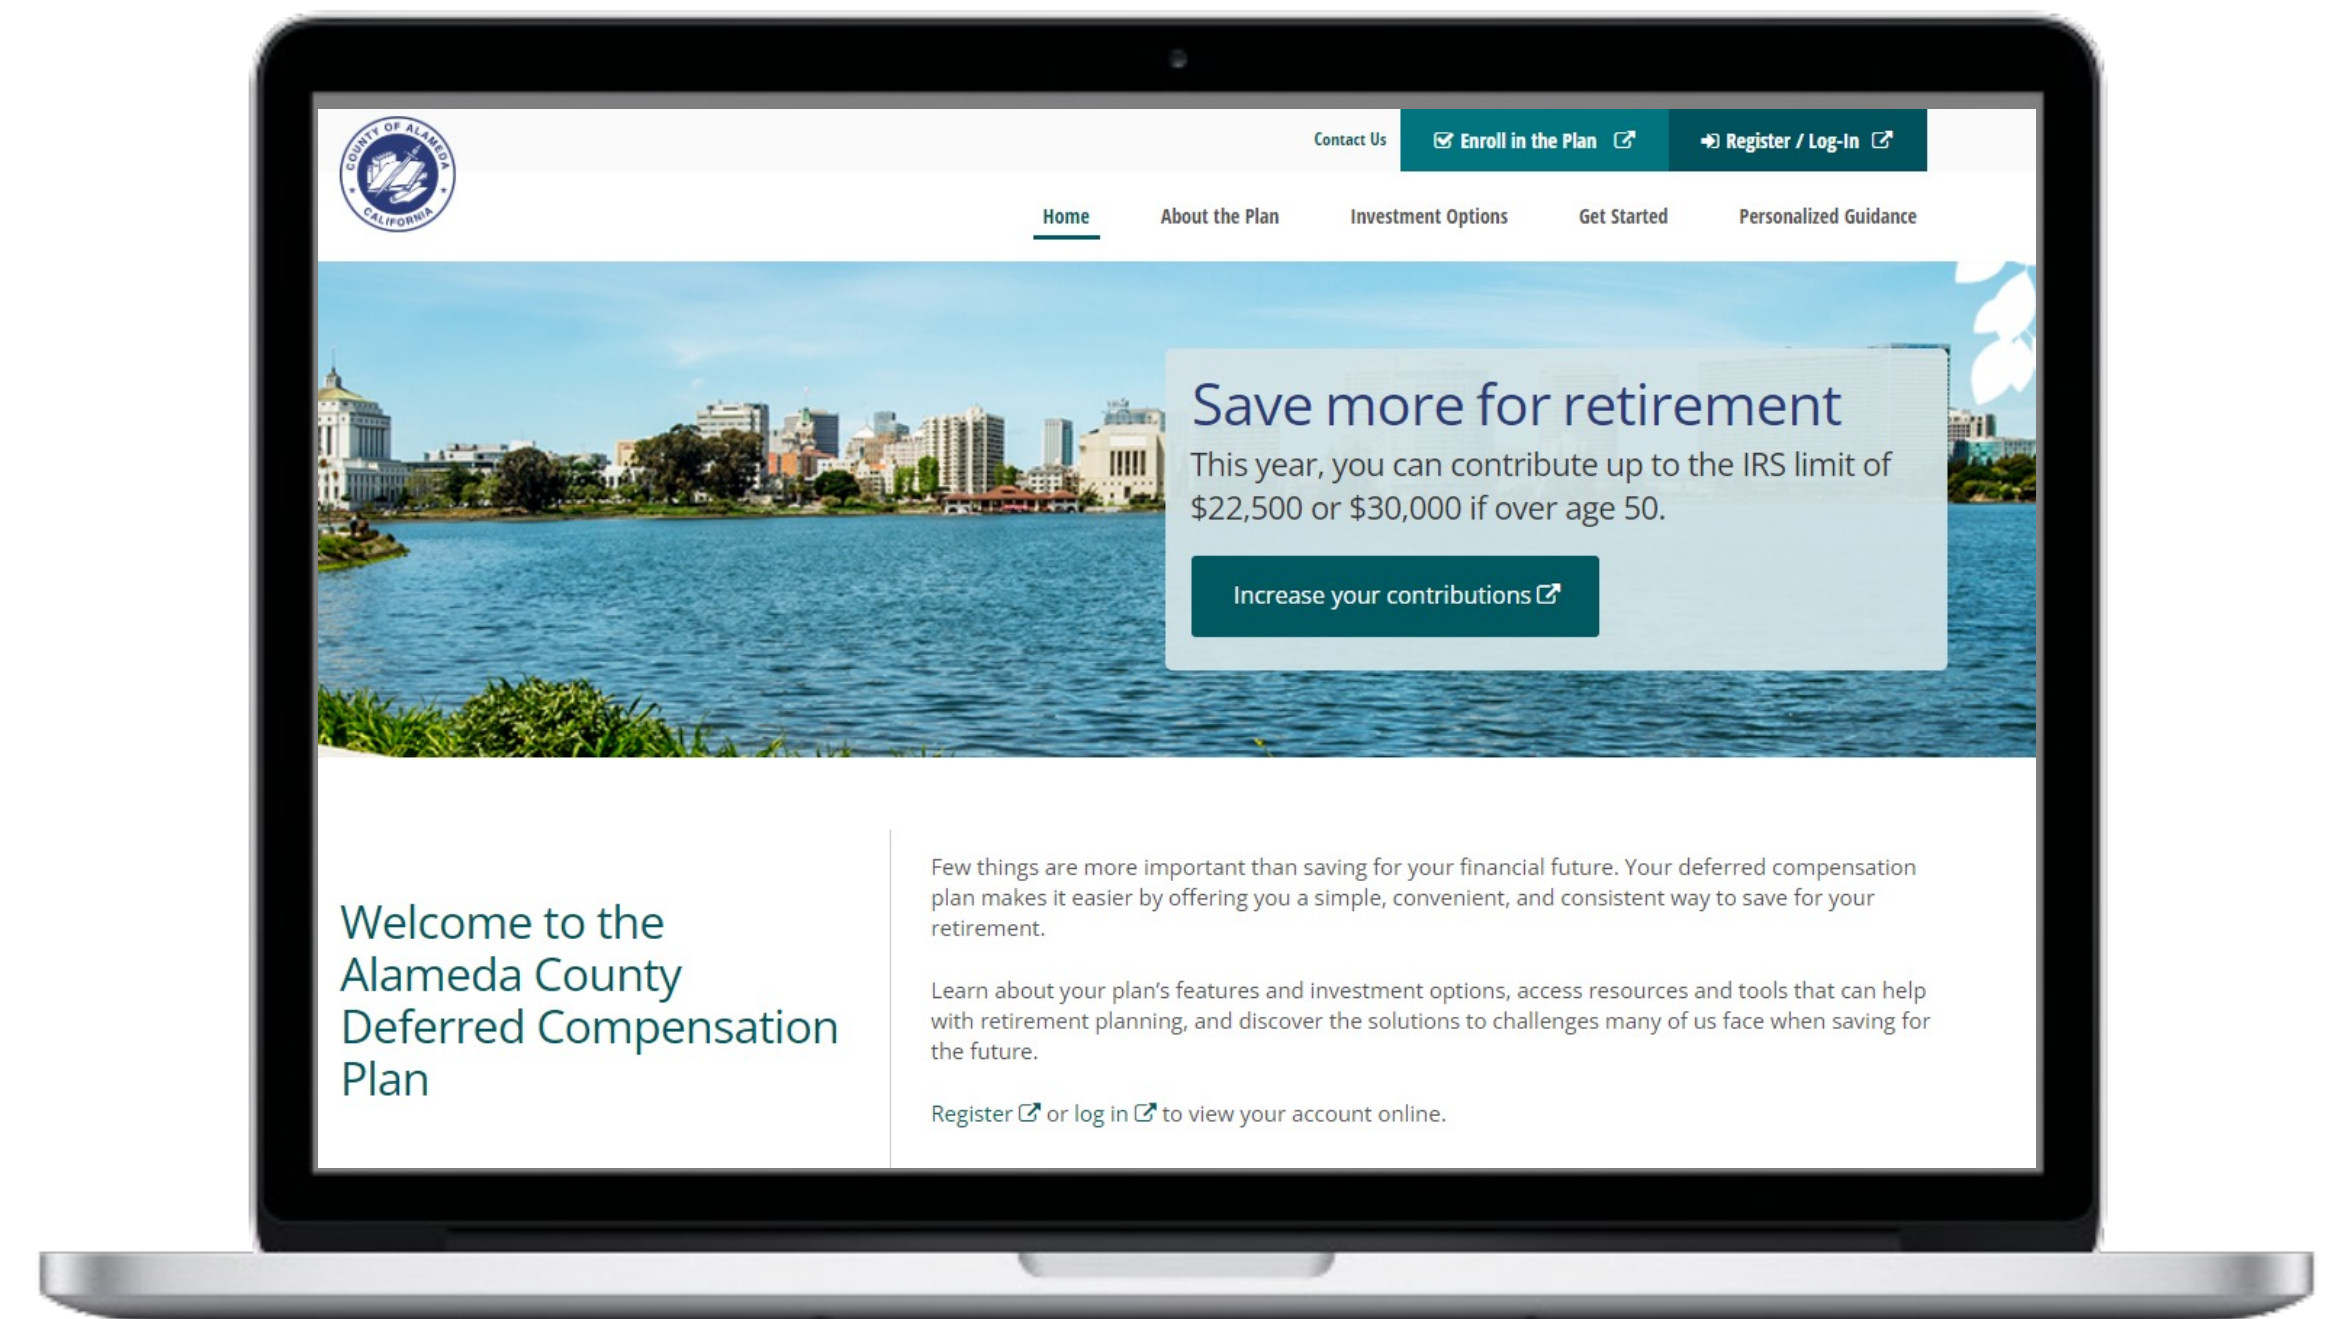 COUNTY OF ALAMEDA
CALIFORNIA
Contact Us
Enroll in the Plan
Register / Log-In
Home
About the Plan
Investment Options
Get Started
Personalized Guidance
Save more for retirement
This year, you can contribute up to the IRS limit of
$22,500 or $30,000 if over age 50.
Increase your contributions
Welcome to the
Alameda County
Deferred Compensation
Plan
Few things are more important than saving for your financial future. Your deferred compensation
plan makes it easier by offering you a simple, convenient, and consistent way to save for your
retirement.
Learn about your plan’s features and investment options, access resources and tools that can help
with retirement planning, and discover the solutions to challenges many of us face when saving for
the future.
Register or log in to view your account online.